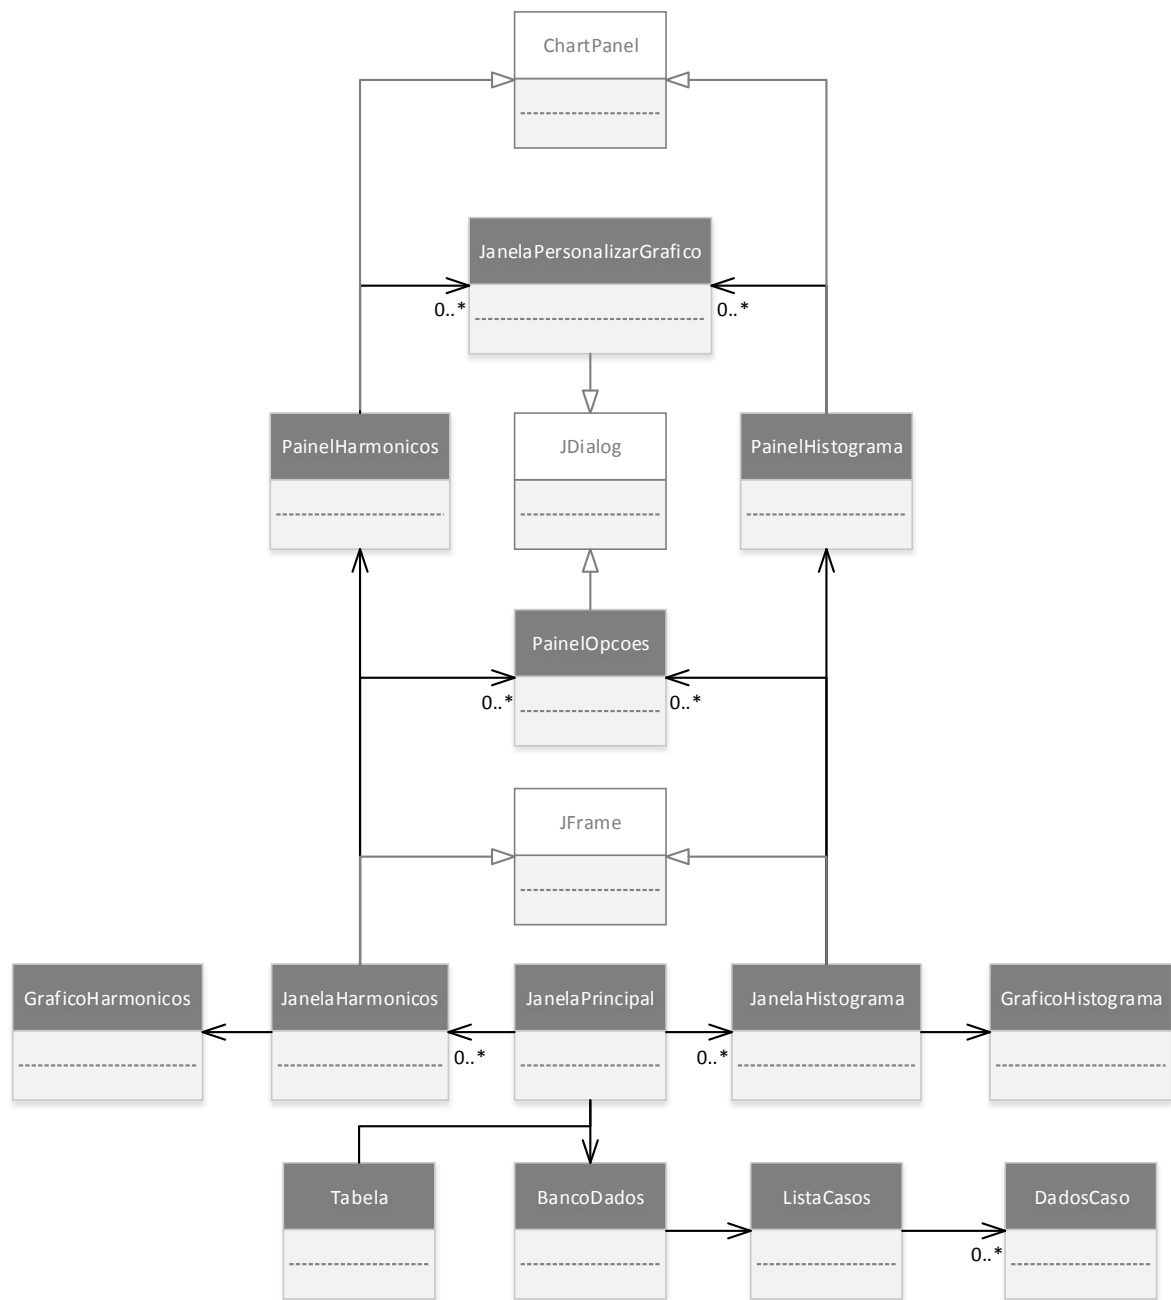 ChartPanel
JanelaPersonalizarGrafico
0..*
0..*
PainelHarmonicos
JDialog
PainelHistograma
PainelOpcoes
0..*
0..*
JFrame
GraficoHarmonicos
JanelaHarmonicos
JanelaPrincipal
JanelaHistograma
GraficoHistograma
0..*
0..*
Tabela
BancoDados
ListaCasos
DadosCaso
0..*